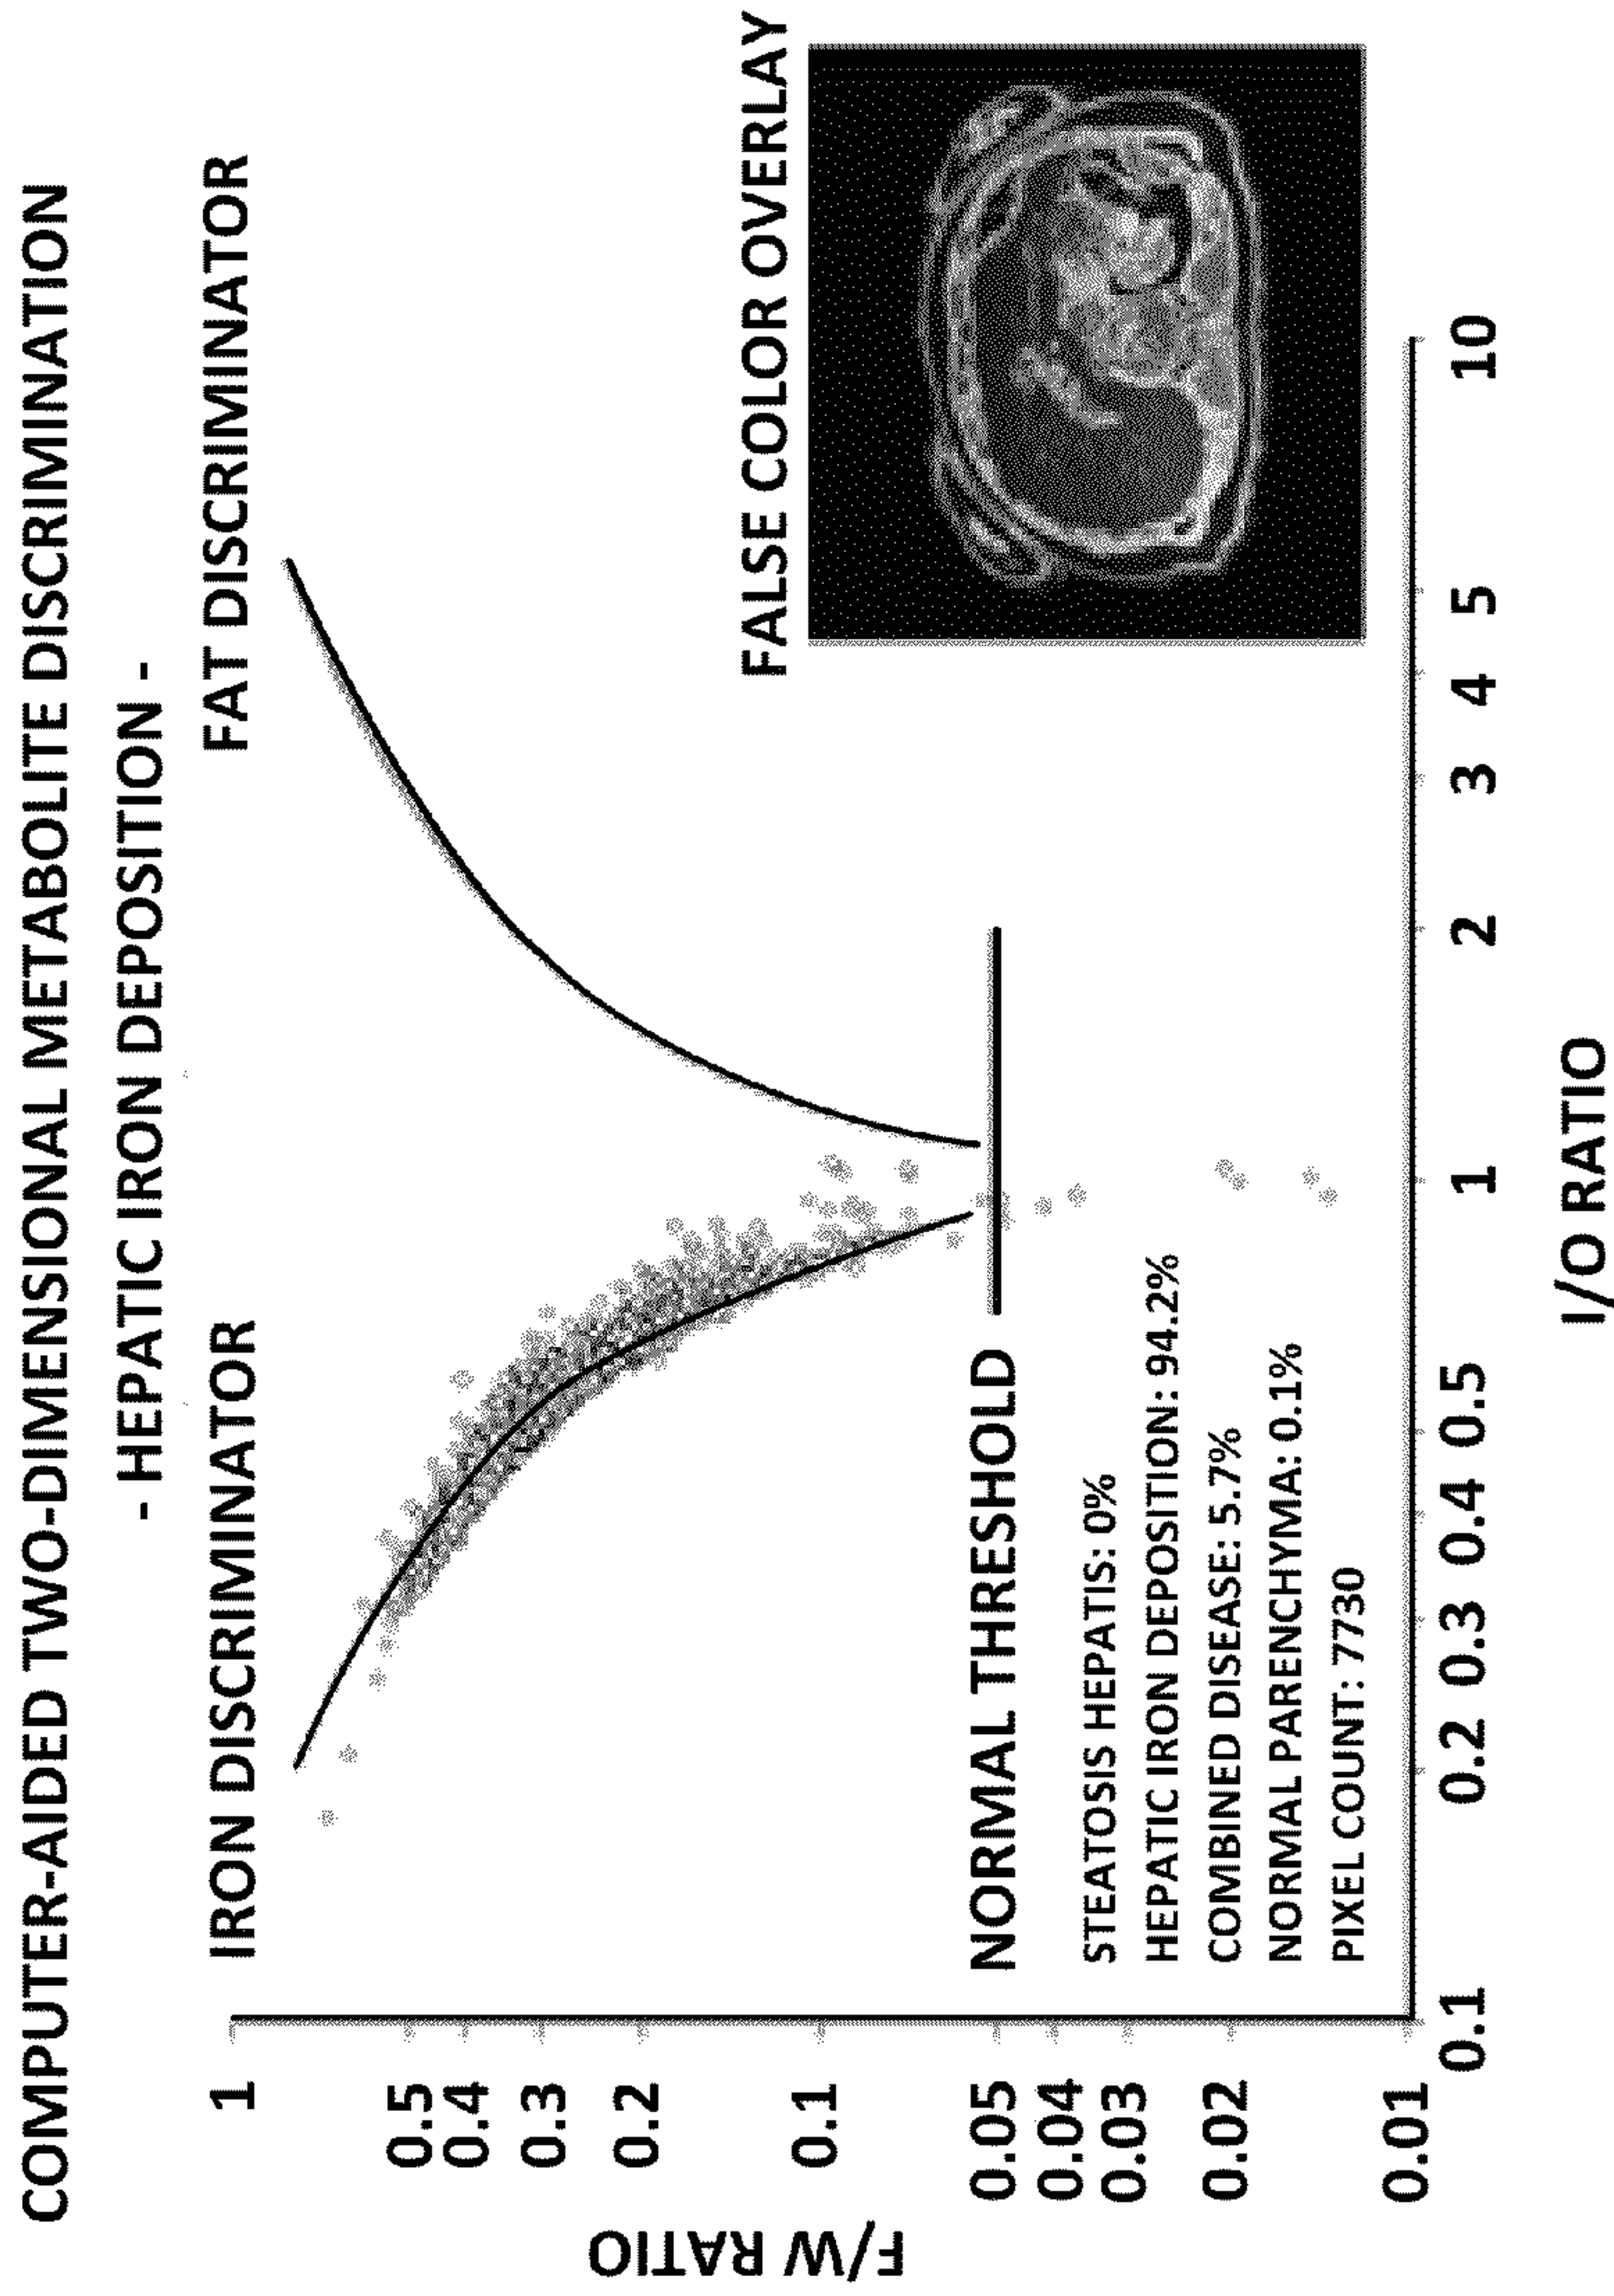 COMPUTER-AIDED TWO-DIMENSIONAL METABOLITE DISCRIMINATION
- HEPATIC IRON DEPOSITION -
IRON DISCRIMINATOR
FAT DISCRIMINATOR
F/W RATIO
1
0.5
0.4
0.3
0.2
0.1
0.05
0.04
0.03
0.02
0.01
NORMAL THRESHOLD
STEATOSIS HEPATIS: 0%
HEPATIC IRON DEPOSITION: 94.2%
COMBINED DISEASE: 5.7%
NORMAL PARENCHYMA: 0.1%
PIXEL COUNT: 7730
FALSE COLOR OVERLAY
0.1 0.2 0.3 0.4 0.5 1 2 3 4 5 10
I/O RATIO